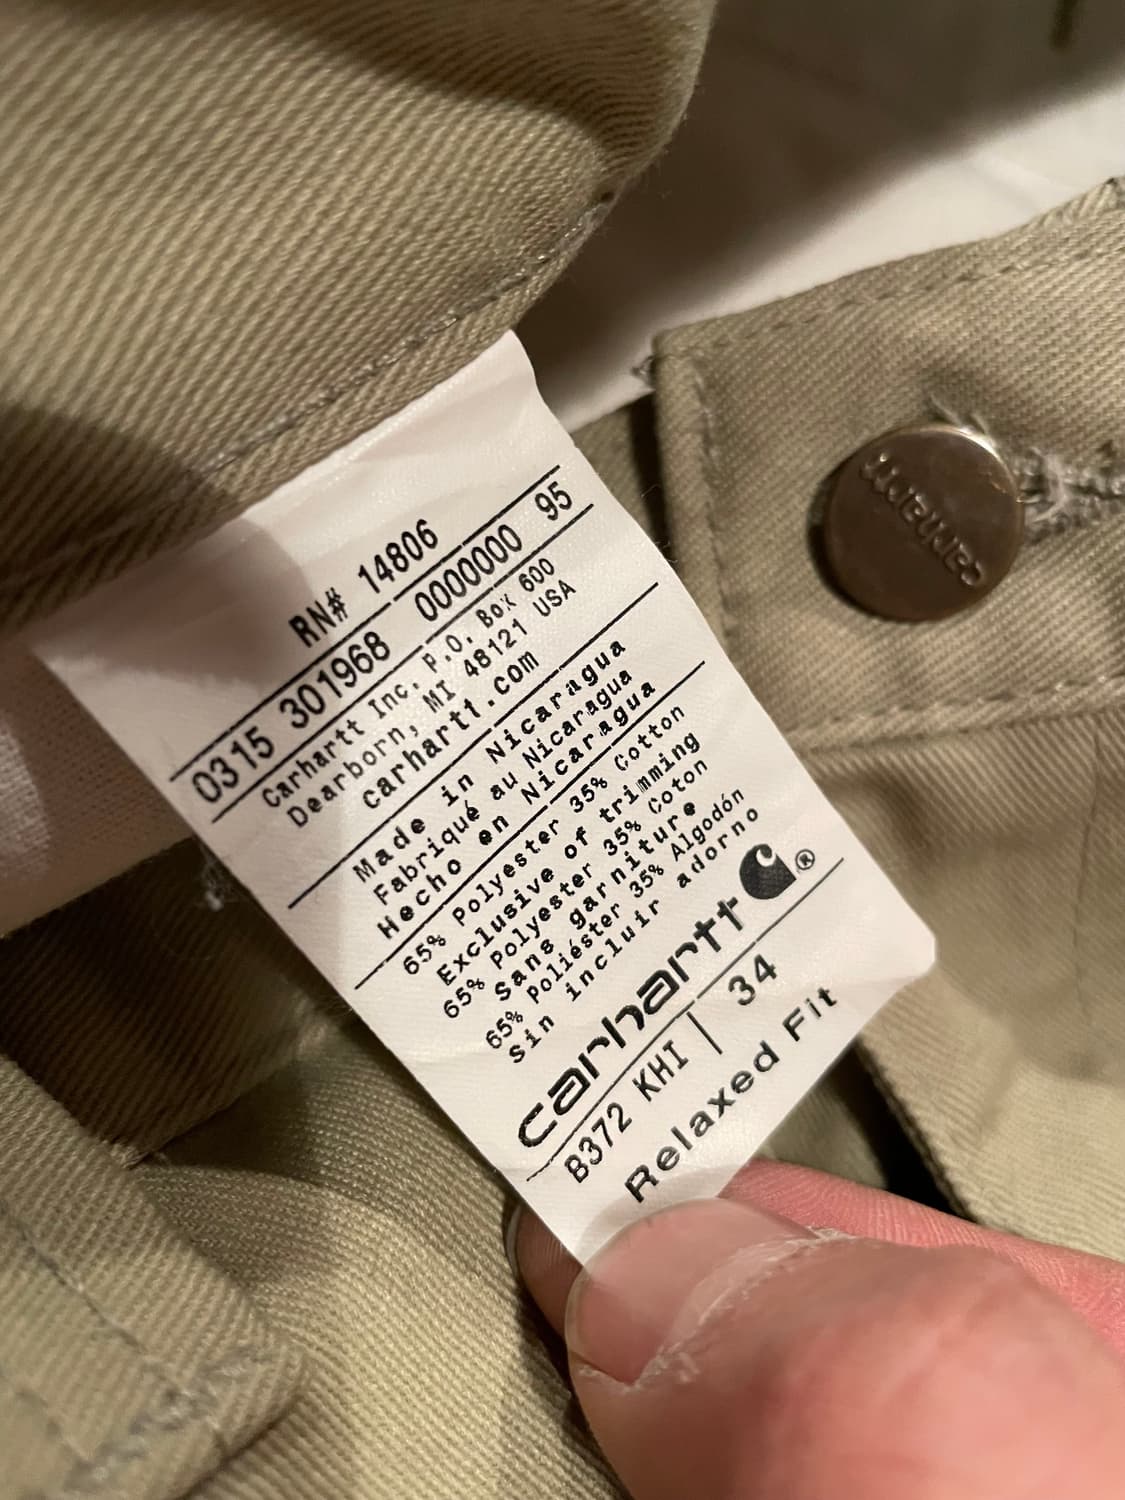 RN# 14806
0315 301968 0000000 95
Carhartt Inc. P.O. Box 600
Dearborn, MI 48121 USA
carhartt.com
Made in Nicaragua
Fabriqué au Nicaragua
Hecho en Nicaragua
65% Polyester 35% Cotton
Exclusive of trimming
65% Polyester 35% Coton
Sans garniture
65% Poliéster 35% Algodón
Sin incluir adorno
carhartt ®
B372 KHI | 34
Relaxed Fit
carhartt